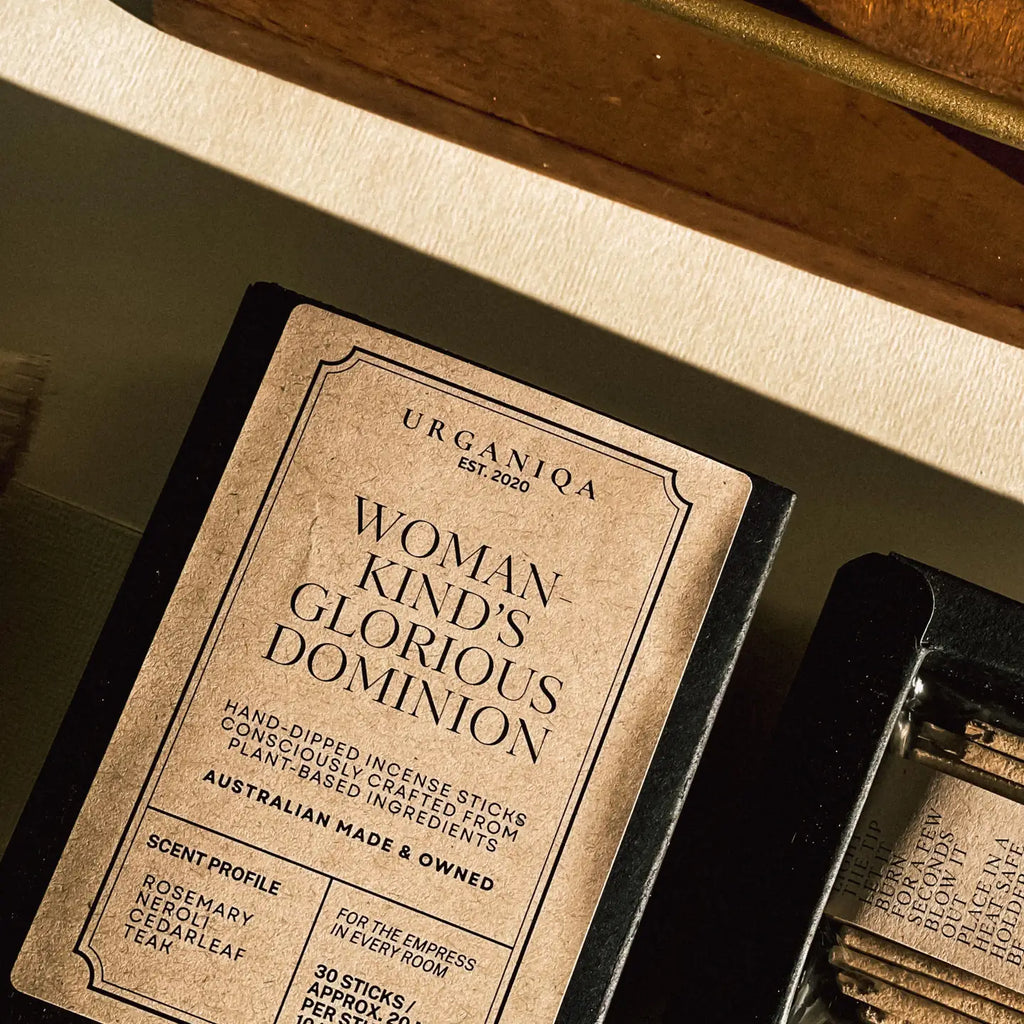 URGANIQA
EST. 2020
WOMAN-
KIND'S
GLORIOUS
DOMINION
HAND-DIPPED INCENSE STICKS
CONSCIOUSLY CRAFTED FROM
PLANT-BASED INGREDIENTS
AUSTRALIAN MADE & OWNED
SCENT PROFILE
ROSEMARY
NEROLI
CEDARLEAF
TEAK
FOR THE EMPRESS
IN EVERY ROOM
30 STICKS /
APPROX. 20
PER
THE TIP
LET IT
BURN
FOR A FEW
SECONDS
BLOW IT
OUT
PLACE IN A
HEAT SAFE